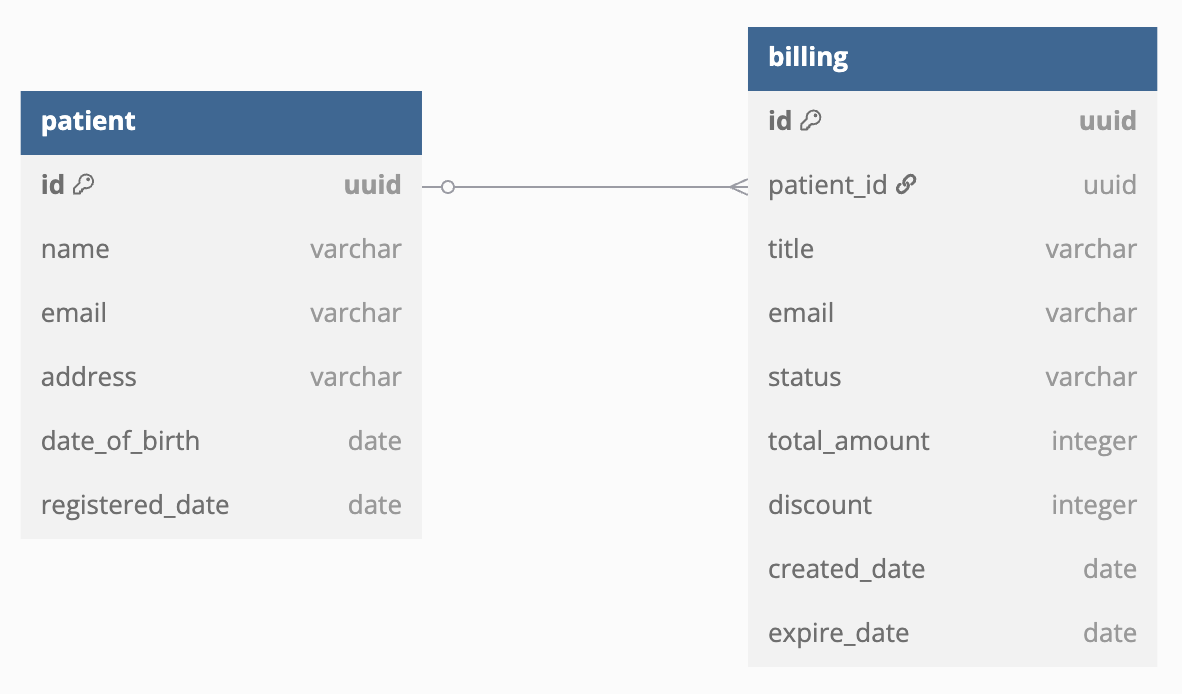 patient
id uuid
name varchar
email varchar
address varchar
date_of_birth date
registered_date date
billing
id uuid
patient_id uuid
title varchar
email varchar
status varchar
total_amount integer
discount integer
created_date date
expire_date date